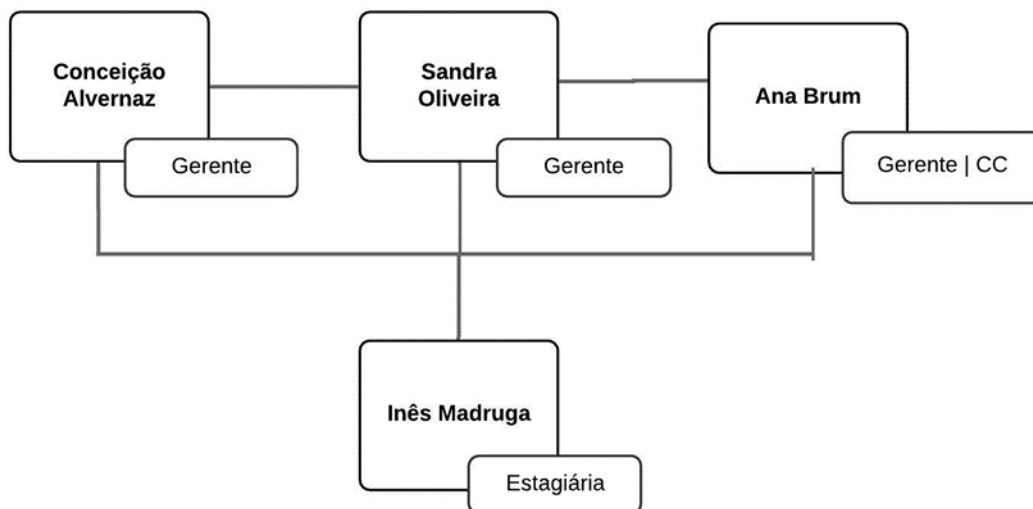 Conceição
Alvernaz
Gerente
Sandra
Oliveira
Gerente
Ana Brum
Gerente | CC
Inês Madruga
Estagiária